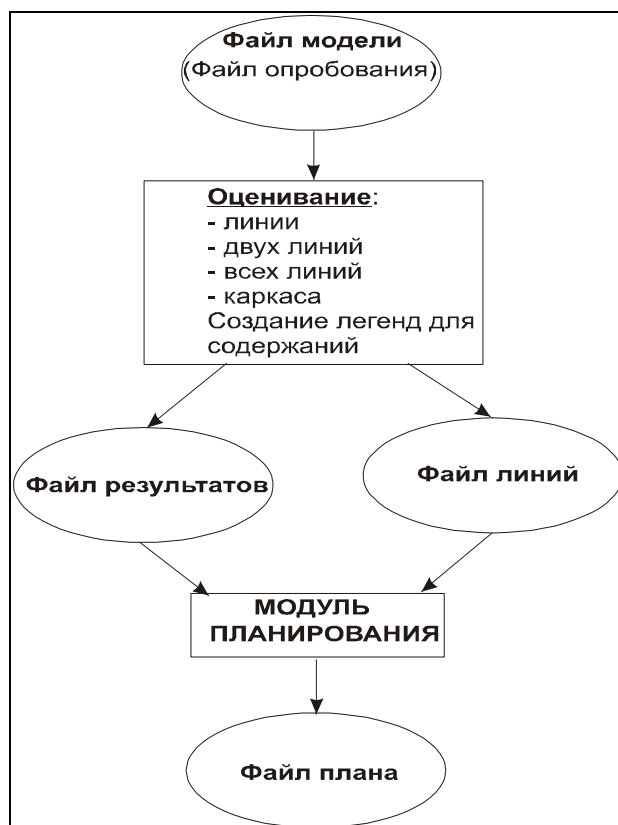 Файл модели
(Файл опробования)
Оценивание:
- линии
- двух линий
- всех линий
- каркаса
Создание легенд для
содержаний
Файл результатов
Файл линий
МОДУЛЬ
ПЛАНИРОВАНИЯ
Файл плана